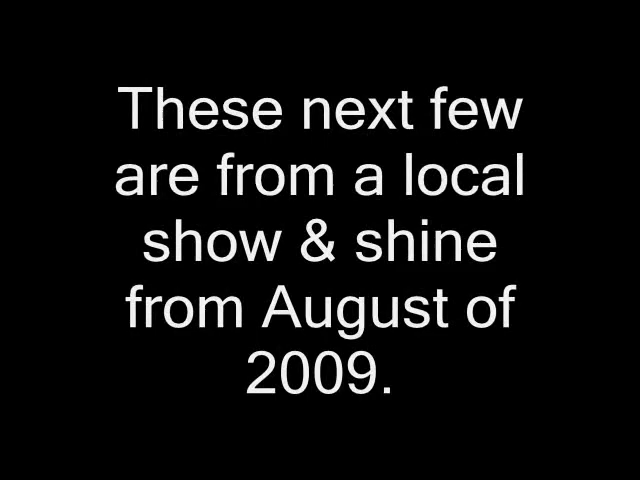 These next few
are from a local
show & shine
from August of
2009.